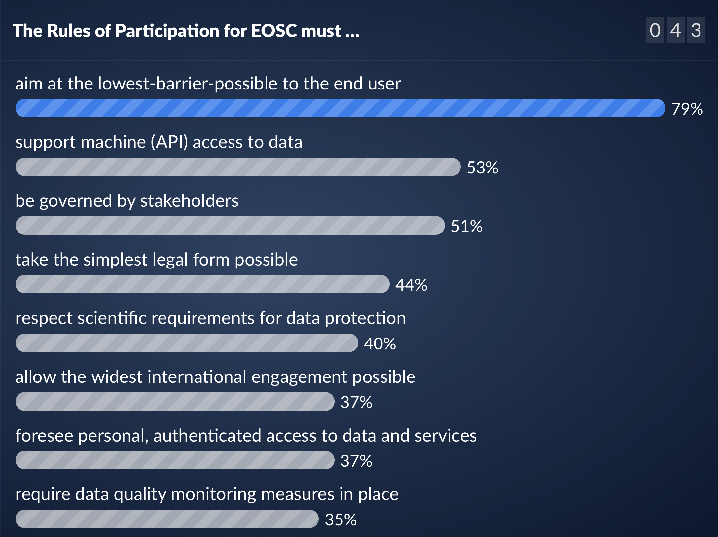 The Rules of Participation for EOSC must ...
0 4 3
aim at the lowest-barrier-possible to the end user
79%
support machine (API) access to data
53%
be governed by stakeholders
51%
take the simplest legal form possible
44%
respect scientific requirements for data protection
40%
allow the widest international engagement possible
37%
foresee personal, authenticated access to data and services
37%
require data quality monitoring measures in place
35%